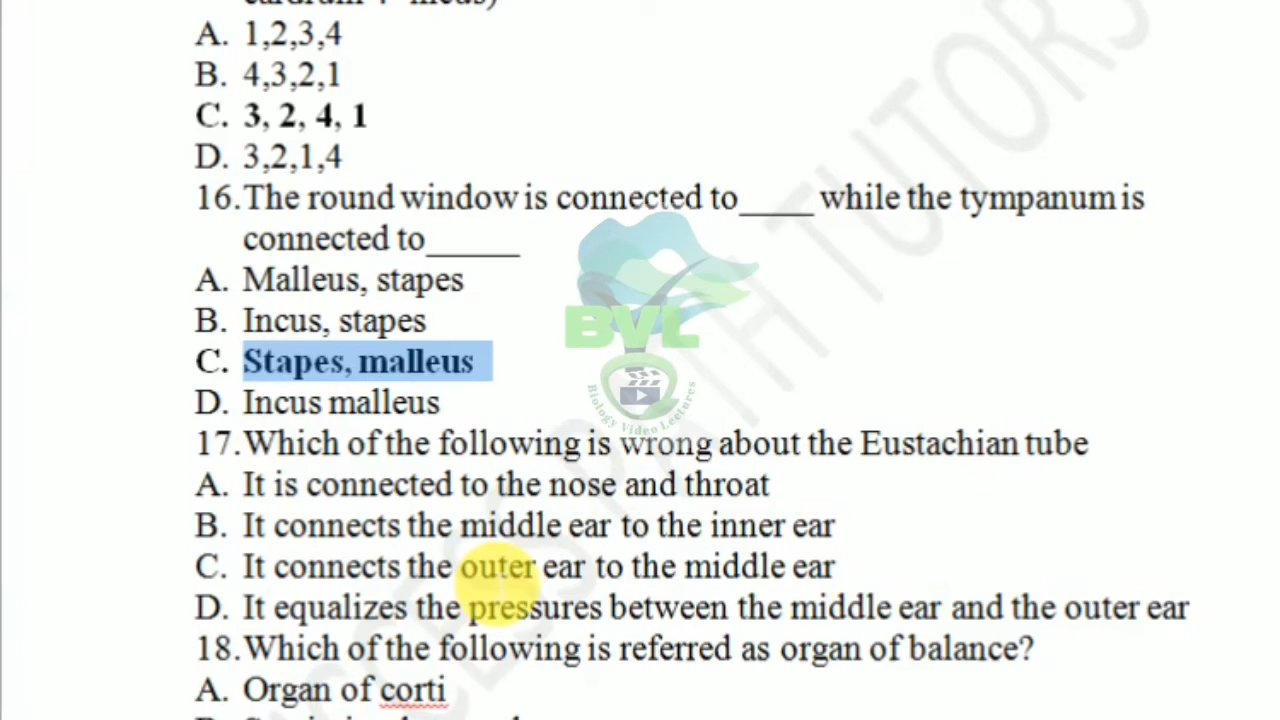 A. 1,2,3,4
B. 4,3,2,1
C. 3, 2, 4, 1
D. 3,2,1,4
16.The round window is connected to____ while the tympanum is
connected to_____
A. Malleus, stapes
B. Incus, stapes
C. Stapes, malleus
D. Incus malleus
BVL
Biology Video Lectures
17.Which of the following is wrong about the Eustachian tube
A. It is connected to the nose and throat
B. It connects the middle ear to the inner ear
C. It connects the outer ear to the middle ear
D. It equalizes the pressures between the middle ear and the outer ear
18.Which of the following is referred as organ of balance?
A. Organ of corti